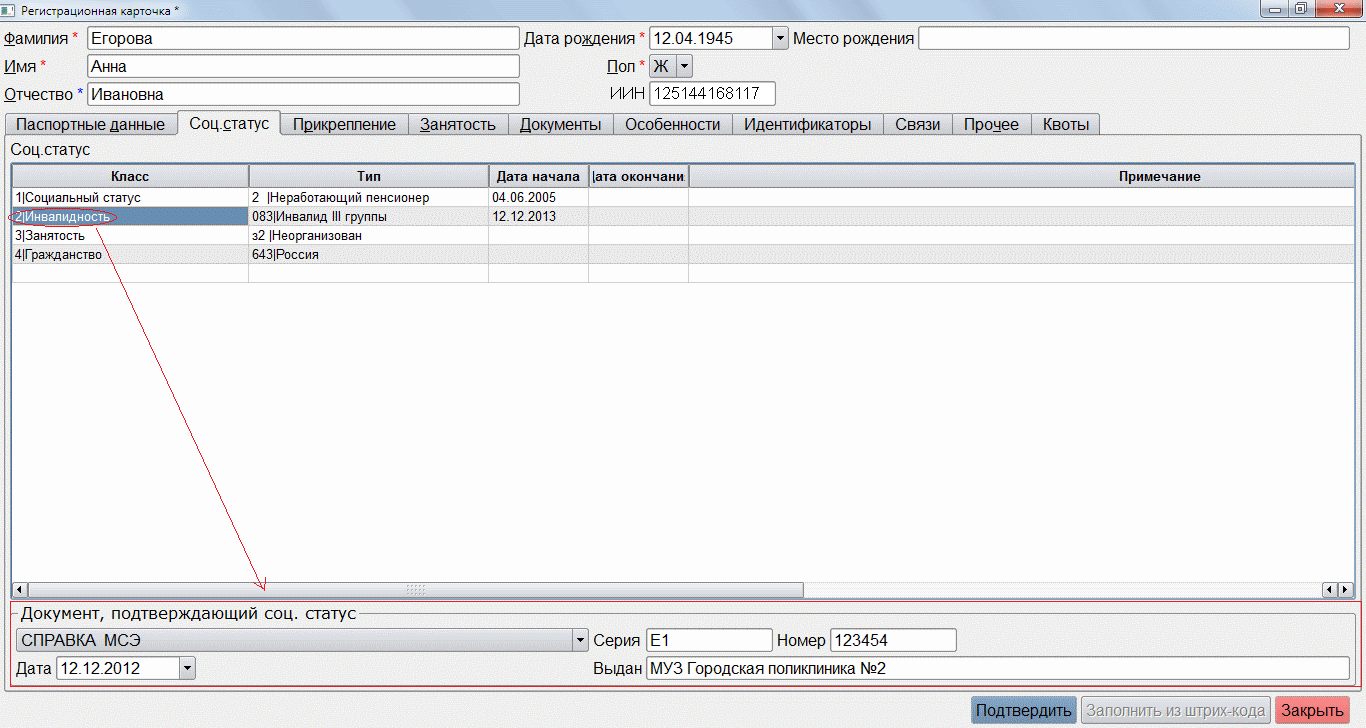 Регистрационная карточка *
Фамилия * Егорова Дата рождения * 12.04.1945 Место рождения
Имя * Анна Пол * Ж
Отчество * Ивановна ИИН 125144168117
Паспортные данные Соц.статус Прикрепление Занятость Документы Особенности Идентификаторы Связи Прочее Квоты
Соц.статус
Класс Тип Дата начала ата окончани Примечание
1|Социальный статус 2 |Неработающий пенсионер 04.06.2005
2|Инвалидность 083|Инвалид III группы 12.12.2013
3|Занятость з2 |Неорганизован
4|Гражданство 643|Россия
Документ, подтверждающий соц. статус
СПРАВКА МСЭ Серия Е1 Номер 123454
Дата 12.12.2012 Выдан МУЗ Городская поликлиника №2
Подтвердить Заполнить из штрих-кода Закрыть